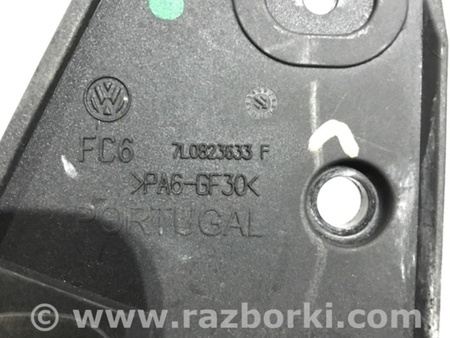 FC6 7L0823633 F
>PA6-GF30<
PORTUGAL
© www.razborki.com